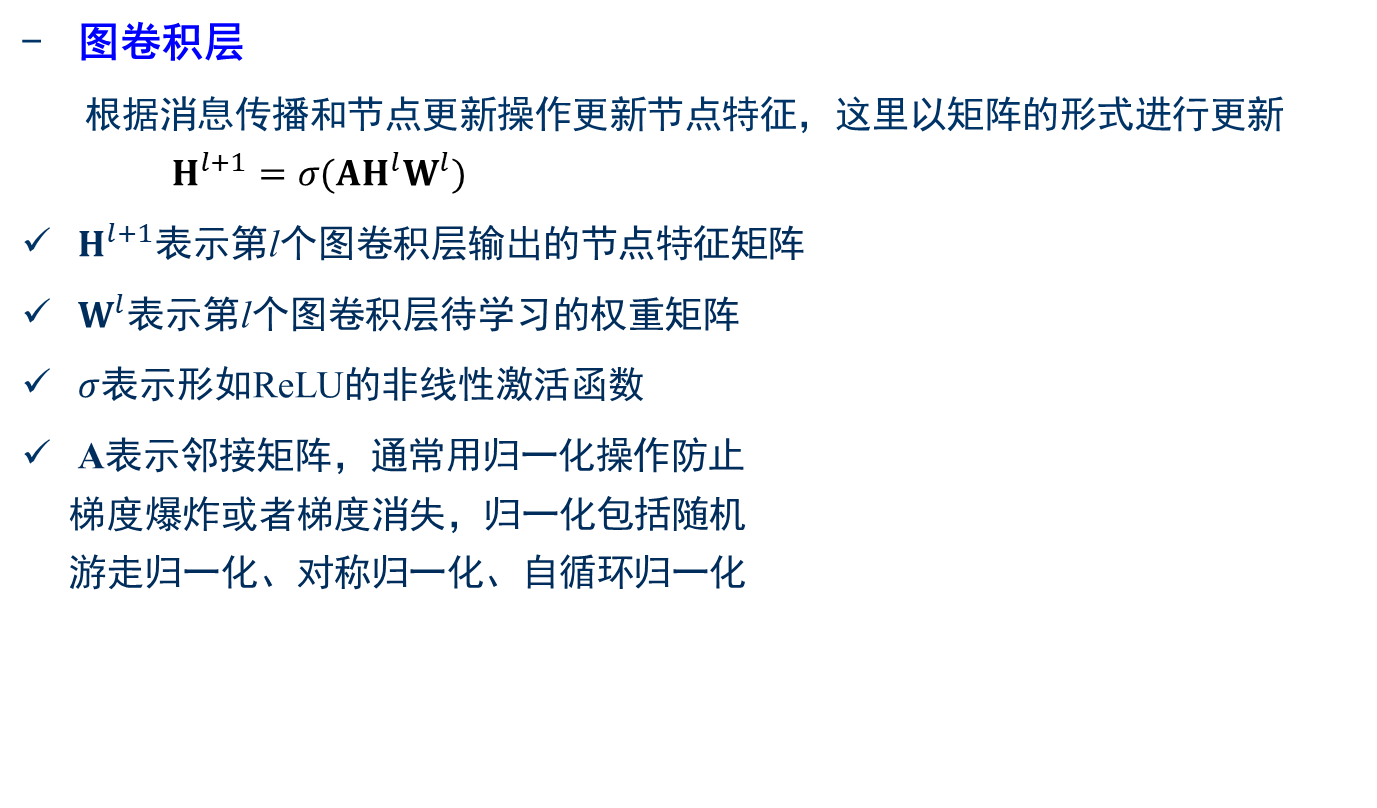 – 图卷积层
根据消息传播和节点更新操作更新节点特征，这里以矩阵的形式进行更新
𝐇^{l+1} = σ(𝐀𝐇^l𝐖^l)
✓ 𝐇^{l+1}表示第l个图卷积层输出的节点特征矩阵
✓ 𝐖^l表示第l个图卷积层待学习的权重矩阵
✓ σ表示形如ReLU的非线性激活函数
✓ 𝐀表示邻接矩阵，通常用归一化操作防止
梯度爆炸或者梯度消失，归一化包括随机
游走归一化、对称归一化、自循环归一化